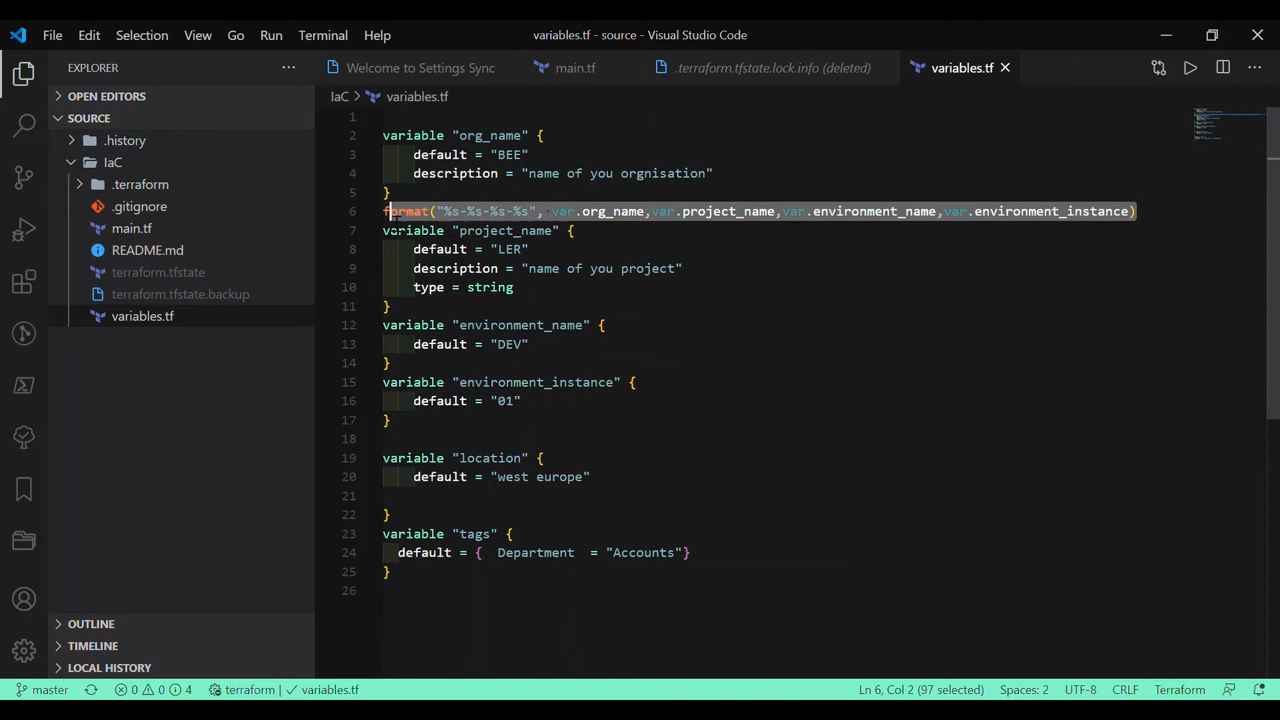 File Edit Selection View Go Run Terminal Help variables.tf - source - Visual Studio Code
EXPLORER
Welcome to Settings Sync main.tf .terraform.tfstate.lock.info (deleted) variables.tf
OPEN EDITORS
SOURCE
.history
IaC
.terraform
.gitignore
main.tf
README.md
terraform.tfstate
terraform.tfstate.backup
variables.tf
OUTLINE
TIMELINE
LOCAL HISTORY
IaC > variables.tf
1
2 variable "org_name" {
3 default = "BEE"
4 description = "name of you orgnisation"
5 }
6 format("%s-%s-%s-%s", var.org_name,var.project_name,var.environment_name,var.environment_instance)
7 variable "project_name" {
8 default = "LER"
9 description = "name of you project"
10 type = string
11 }
12 variable "environment_name" {
13 default = "DEV"
14 }
15 variable "environment_instance" {
16 default = "01"
17 }
18
19 variable "location" {
20 default = "west europe"
21
22 }
23 variable "tags" {
24 default = { Department = "Accounts"}
25 }
26
master 0 0 4 terraform | ✓ variables.tf Ln 6, Col 2 (97 selected) Spaces: 2 UTF-8 CRLF Terraform